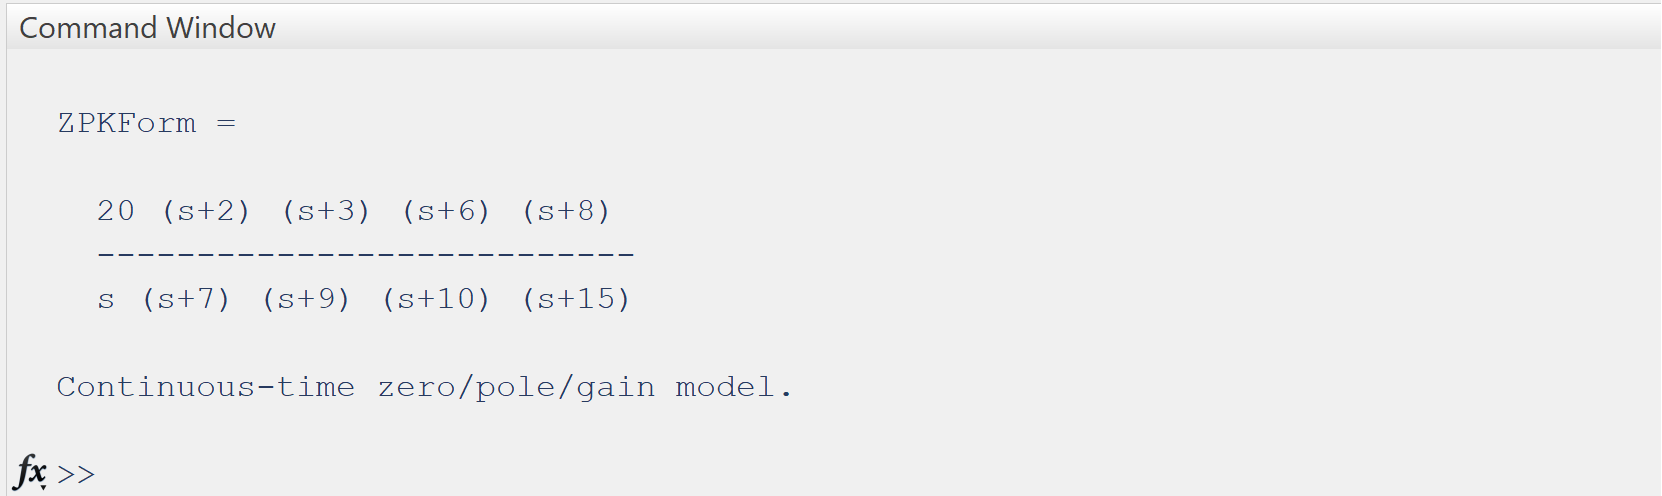 Command Window
ZPKForm =
20 (s+2) (s+3) (s+6) (s+8)
---------------------------
s (s+7) (s+9) (s+10) (s+15)
Continuous-time zero/pole/gain model.
fx >>